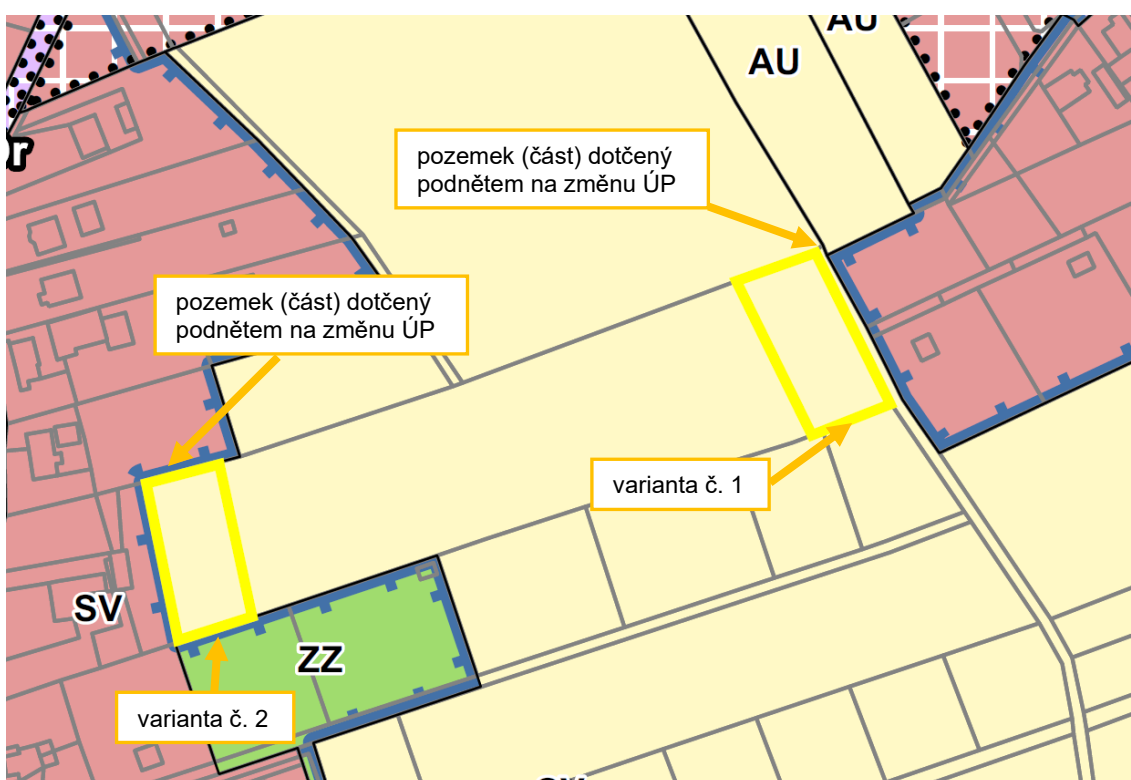 AU
AU
pozemek (část) dotčený
podnětem na změnu ÚP
pozemek (část) dotčený
podnětem na změnu ÚP
varianta č. 1
SV
ZZ
varianta č. 2